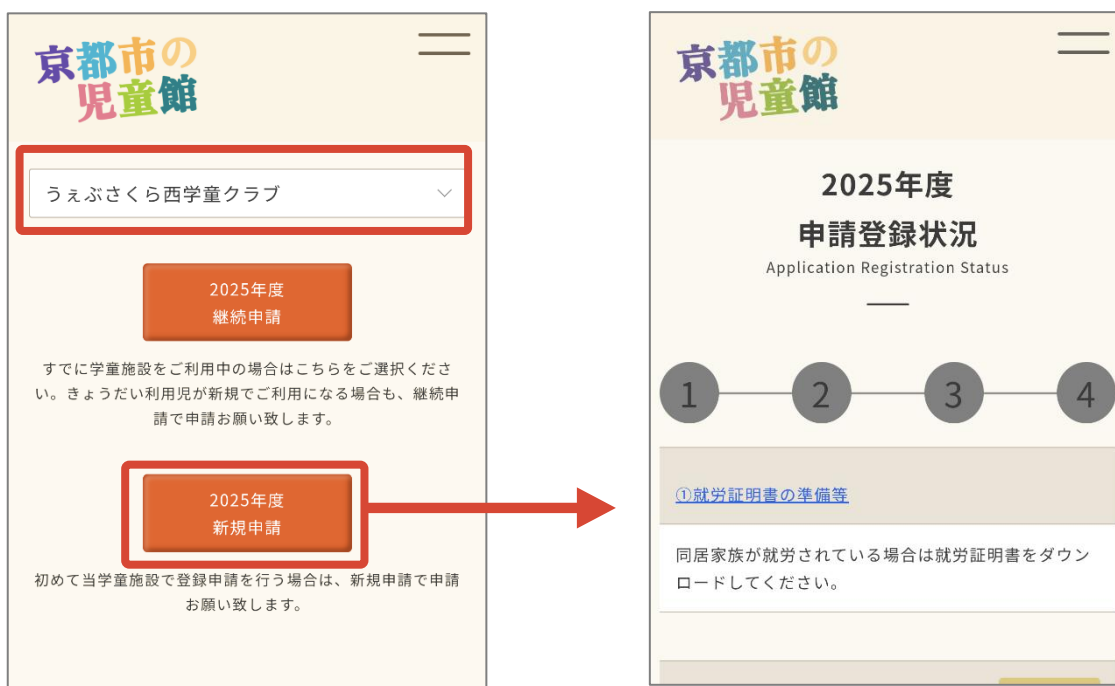 京都市の
児童館
うぇぶさくら西学童クラブ
2025年度
継続申請
すでに学童施設をご利用中の場合はこちらをご選択くださ
い。きょうだい利用児が新規でご利用になる場合も、継続申
請で申請お願い致します。
2025年度
新規申請
初めて当学童施設で登録申請を行う場合は、新規申請で申請
お願い致します。
京都市の
児童館
2025年度
申請登録状況
Application Registration Status
1
2
3
4
①就労証明書の準備等
同居家族が就労されている場合は就労証明書をダウン
ロードしてください。